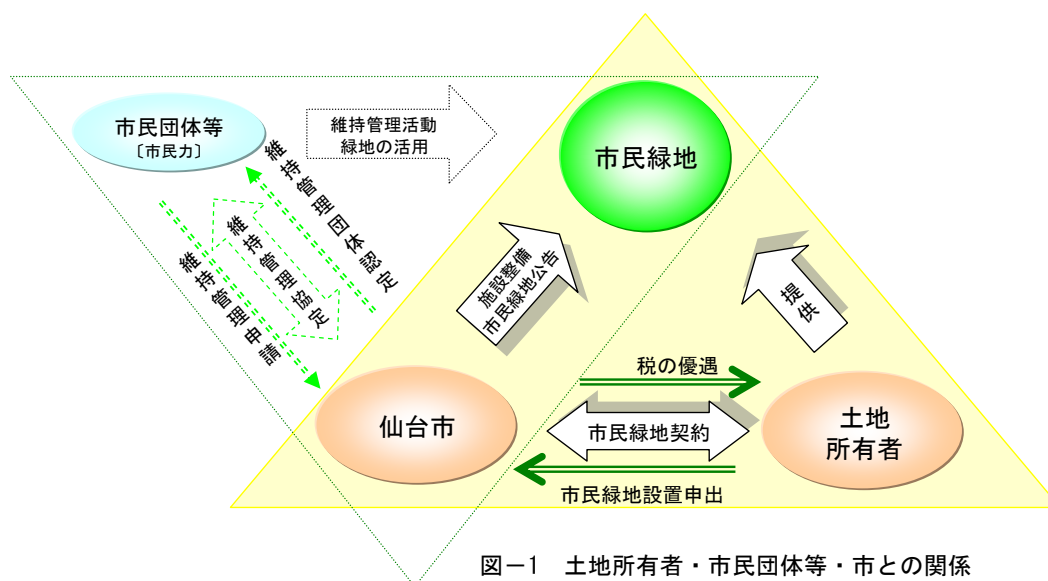 市民団体等
〔市民力〕
維持管理活動
緑地の活用
市民緑地
維持管理団体認定
維持管理協定
維持管理申請
施設整備
市民緑地公告
提供
税の優遇
仙台市
市民緑地契約
土地
所有者
市民緑地設置申出
図－1　土地所有者・市民団体等・市との関係